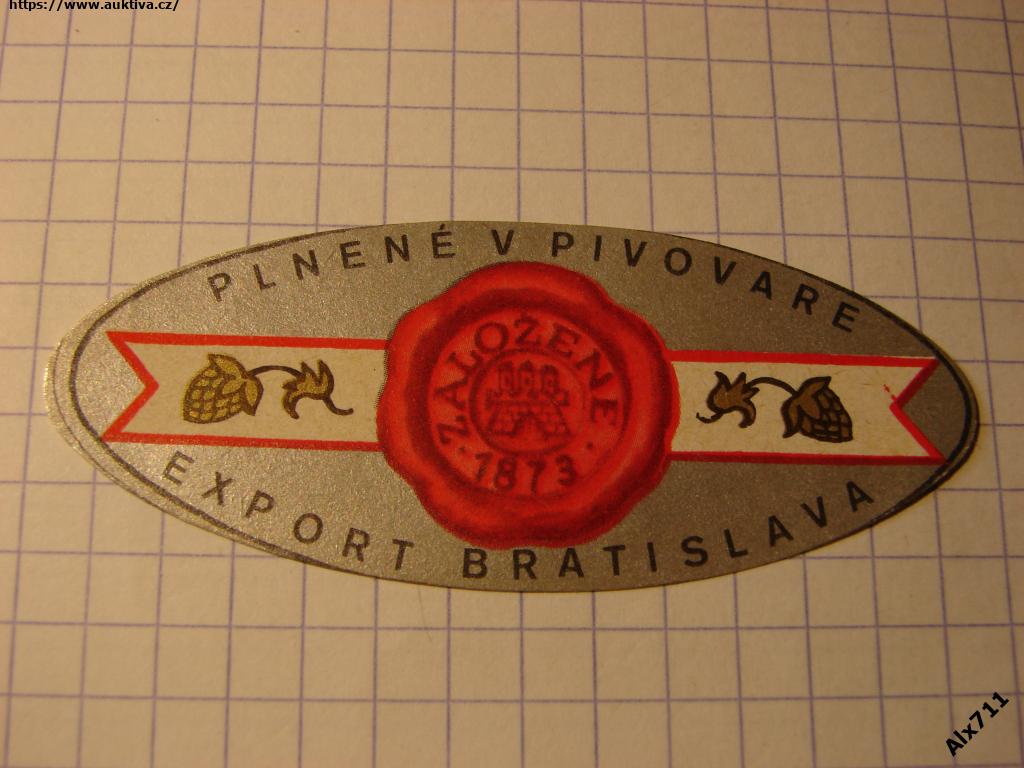 https://www.auktiva.cz/
PLNENÉ V PIVOVARE
ZALOŽENÉ
· 1873 ·
EXPORT BRATISLAVA
Alx711